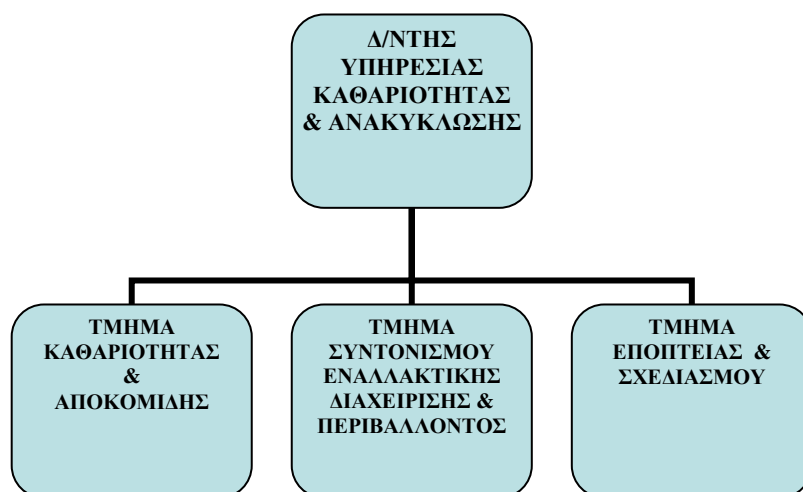 Δ/ΝΤΗΣ
ΥΠΗΡΕΣΙΑΣ
ΚΑΘΑΡΙΟΤΗΤΑΣ
& ΑΝΑΚΥΚΛΩΣΗΣ
ΤΜΗΜΑ
ΚΑΘΑΡΙΟΤΗΤΑΣ
&
ΑΠΟΚΟΜΙΔΗΣ
ΤΜΗΜΑ
ΣΥΝΤΟΝΙΣΜΟΥ
ΕΝΑΛΛΑΚΤΙΚΗΣ
ΔΙΑΧΕΙΡΙΣΗΣ &
ΠΕΡΙΒΑΛΛΟΝΤΟΣ
ΤΜΗΜΑ
ΕΠΟΠΤΕΙΑΣ &
ΣΧΕΔΙΑΣΜΟΥ